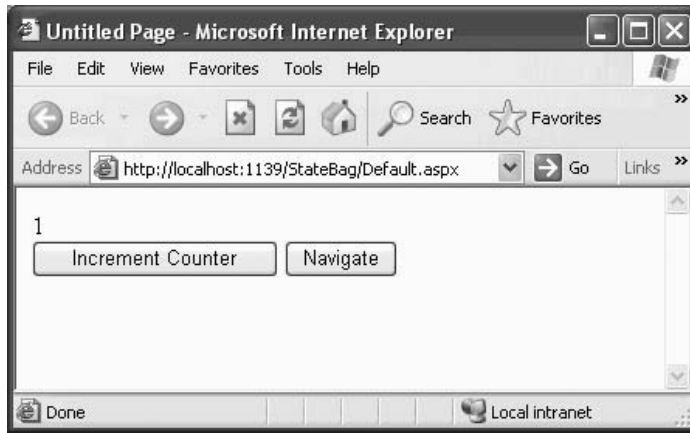 Untitled Page - Microsoft Internet Explorer
File Edit View Favorites Tools Help
Back Search Favorites »
Address http://localhost:1139/StateBag/Default.aspx Go Links »
1
Increment Counter Navigate
Done Local intranet